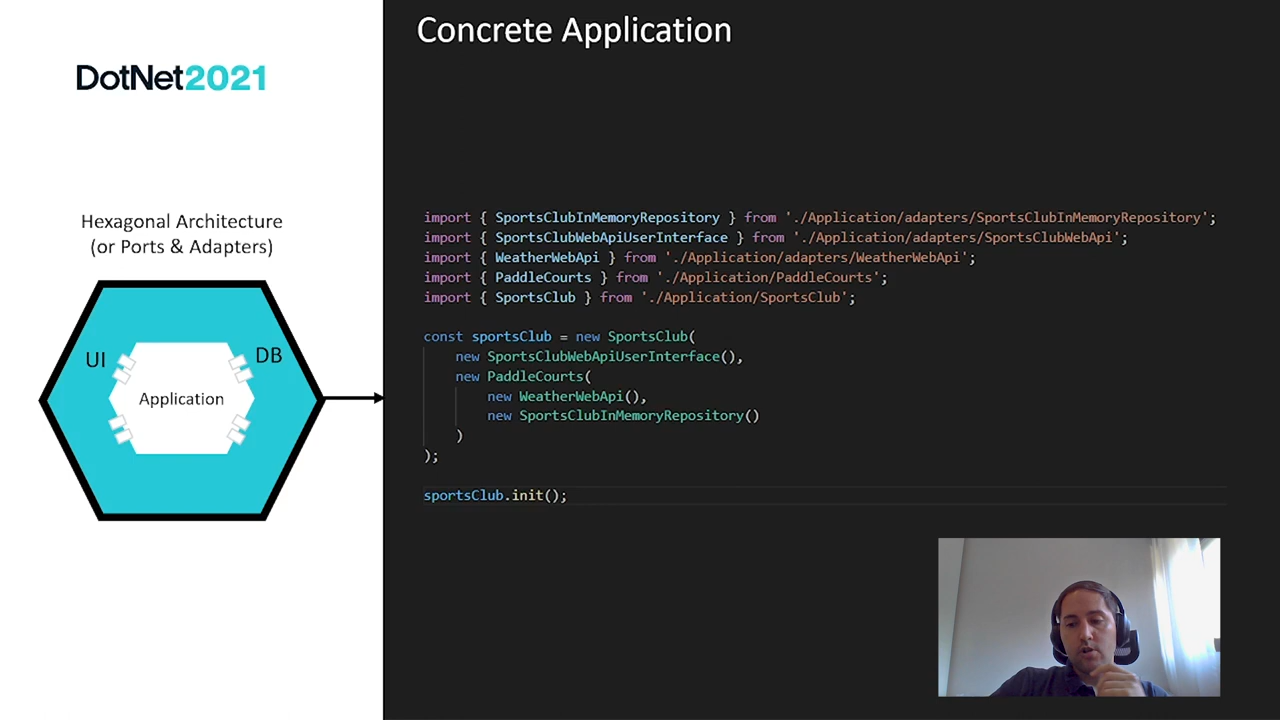 DotNet2021
Hexagonal Architecture
(or Ports & Adapters)
UI
DB
Application
Concrete Application
import { SportsClubInMemoryRepository } from './Application/adapters/SportsClubInMemoryRepository';
import { SportsClubWebApiUserInterface } from './Application/adapters/SportsClubWebApi';
import { WeatherWebApi } from './Application/adapters/WeatherWebApi';
import { PaddleCourts } from './Application/PaddleCourts';
import { SportsClub } from './Application/SportsClub';
const sportsClub = new SportsClub(
new SportsClubWebApiUserInterface(),
new PaddleCourts(
new WeatherWebApi(),
new SportsClubInMemoryRepository()
)
);
sportsClub.init();